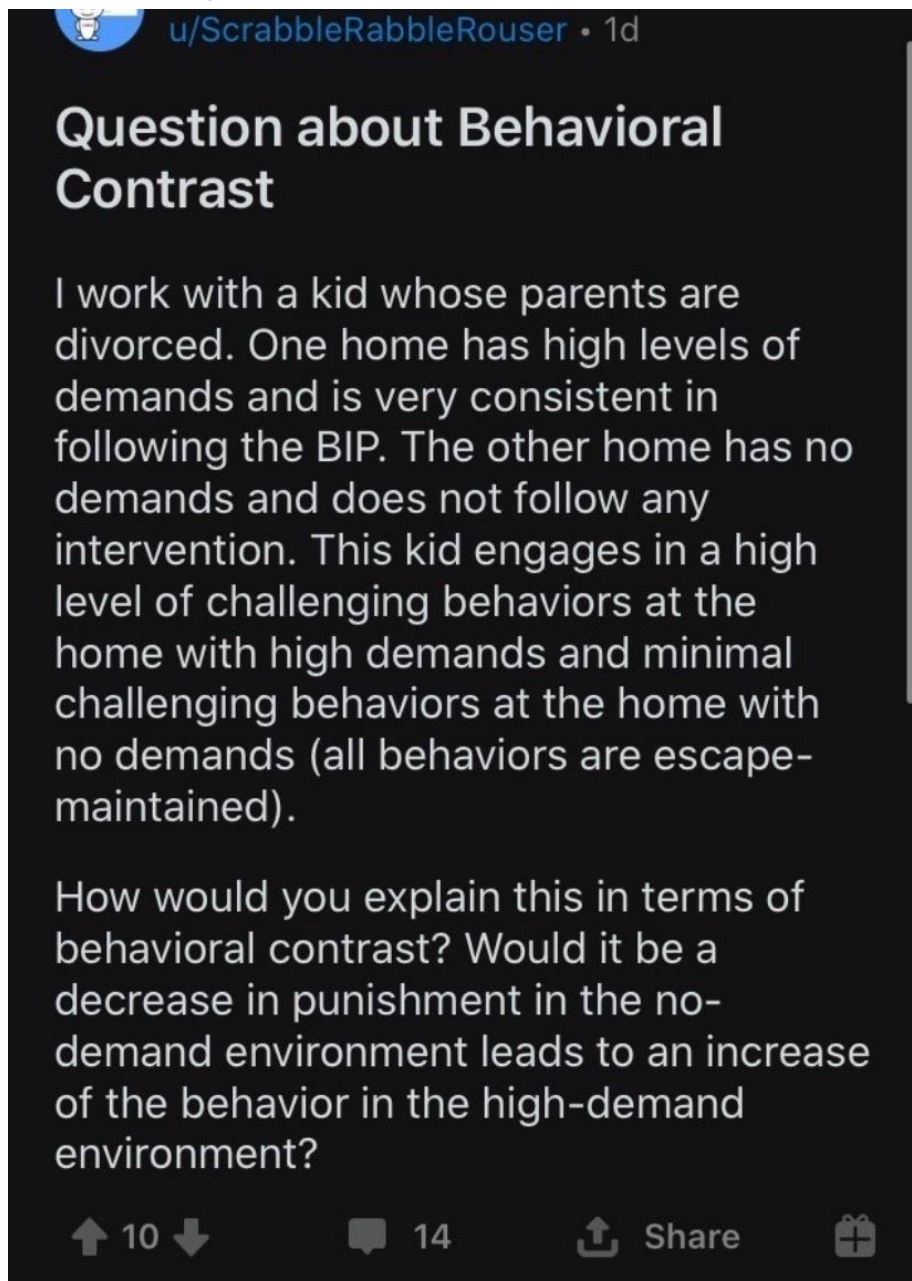 u/ScrabbleRabbleRouser • 1d
Question about Behavioral
Contrast
I work with a kid whose parents are
divorced. One home has high levels of
demands and is very consistent in
following the BIP. The other home has no
demands and does not follow any
intervention. This kid engages in a high
level of challenging behaviors at the
home with high demands and minimal
challenging behaviors at the home with
no demands (all behaviors are escape-
maintained).
How would you explain this in terms of
behavioral contrast? Would it be a
decrease in punishment in the no-
demand environment leads to an increase
of the behavior in the high-demand
environment?
10 14 Share